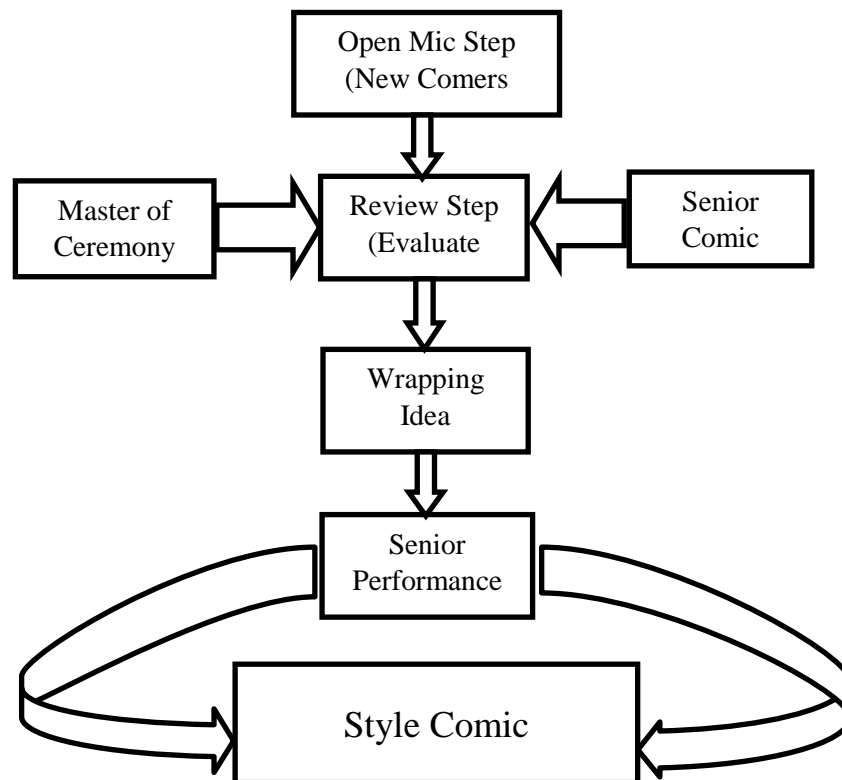 Open Mic Step
(New Comers
Master of
Ceremony
Review Step
(Evaluate
Senior
Comic
Wrapping
Idea
Senior
Performance
Style Comic